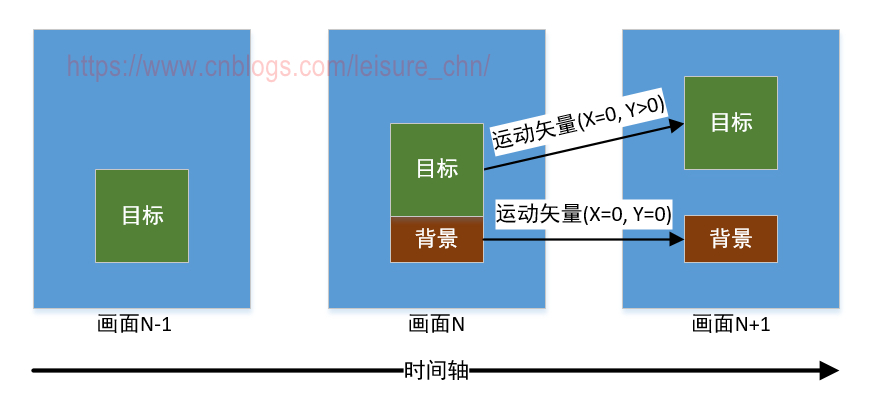 https://www.cnblogs.com/leisure_chn/
目标
目标
背景
运动矢量(X=0, Y>0)
运动矢量(X=0, Y=0)
目标
背景
画面N-1
画面N
画面N+1
时间轴